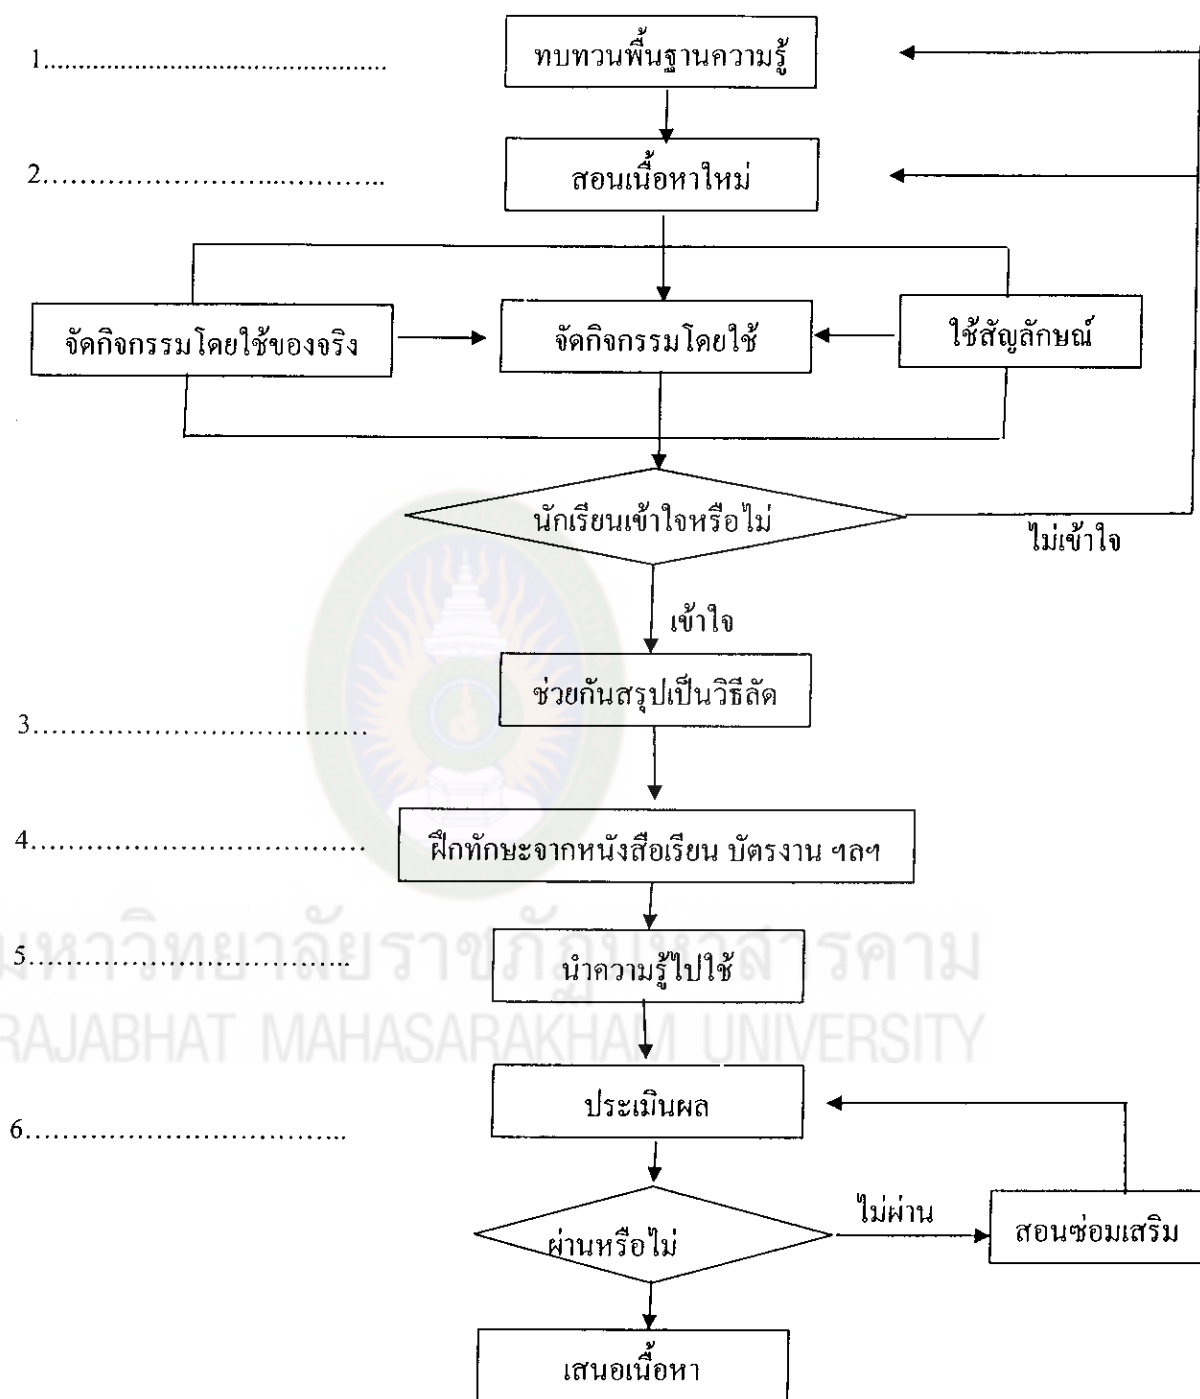 1.................................................
ทบทวนพื้นฐานความรู้
2.................................................
สอนเนื้อหาใหม่
จัดกิจกรรมโดยใช้ของจริง
จัดกิจกรรมโดยใช้
ใช้สัญลักษณ์
นักเรียนเข้าใจหรือไม่
ไม่เข้าใจ
เข้าใจ
ช่วยกันสรุปเป็นวิธีลัด
3.................................................
4.................................................
ฝึกทักษะจากหนังสือเรียน บัตรงาน ฯลฯ
5.................................................
นำความรู้ไปใช้
มหาวิทยาลัยราชภัฏมหาสารคาม
RAJABHAT MAHASARAKHAM UNIVERSITY
ประเมินผล
6.................................................
ไม่ผ่าน
สอนซ่อมเสริม
ผ่านหรือไม่
เสนอเนื้อหา